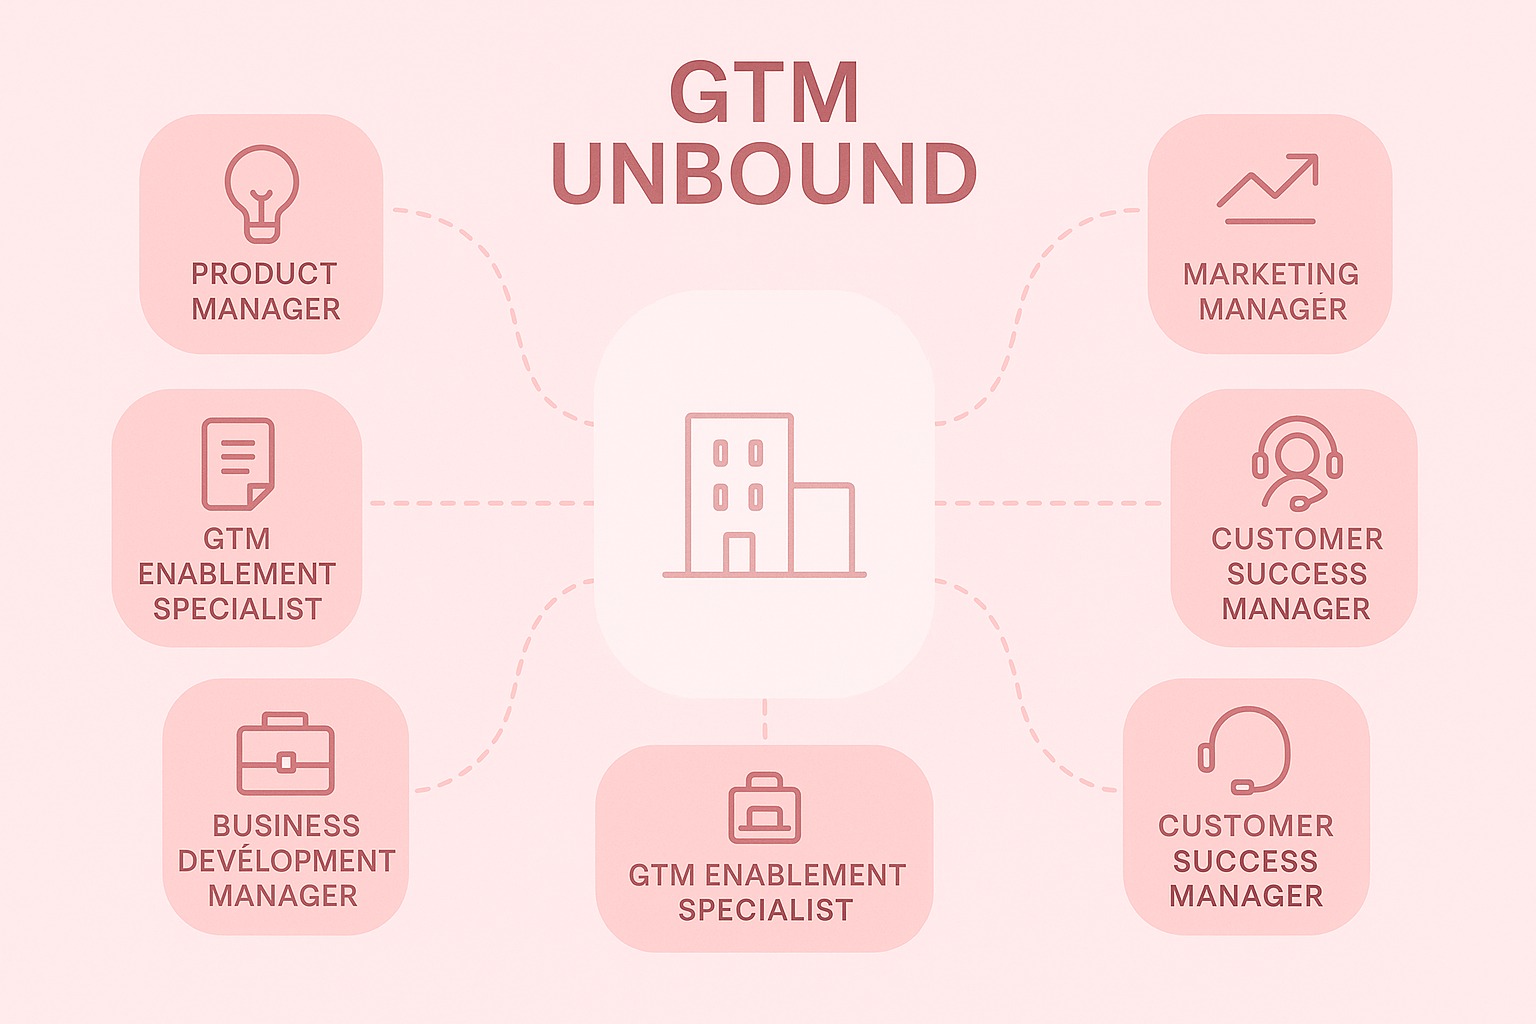 GTM
UNBOUND
PRODUCT
MANAGER
MARKETING
MANAGÉR
GTM
ENABLEMENT
SPECIALIST
CUSTOMER
SUCCESS
MANAGER
BUSINESS
DEVÉLOPMENT
MANAGER
GTM ENABLEMENT
SPECIALIST
CUSTOMER
SUCCESS
MANAGER